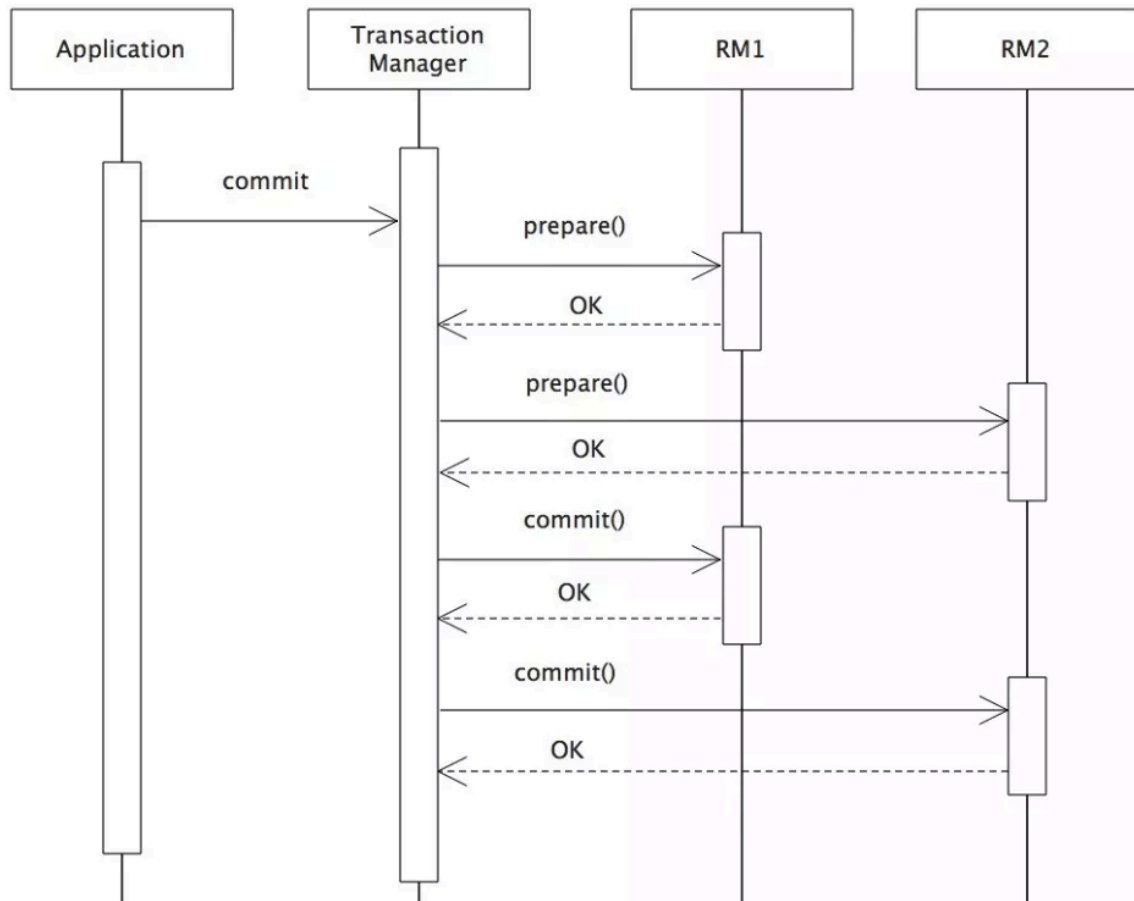 Application
Transaction
Manager
RM1
RM2
commit
prepare()
OK
prepare()
OK
commit()
OK
commit()
OK